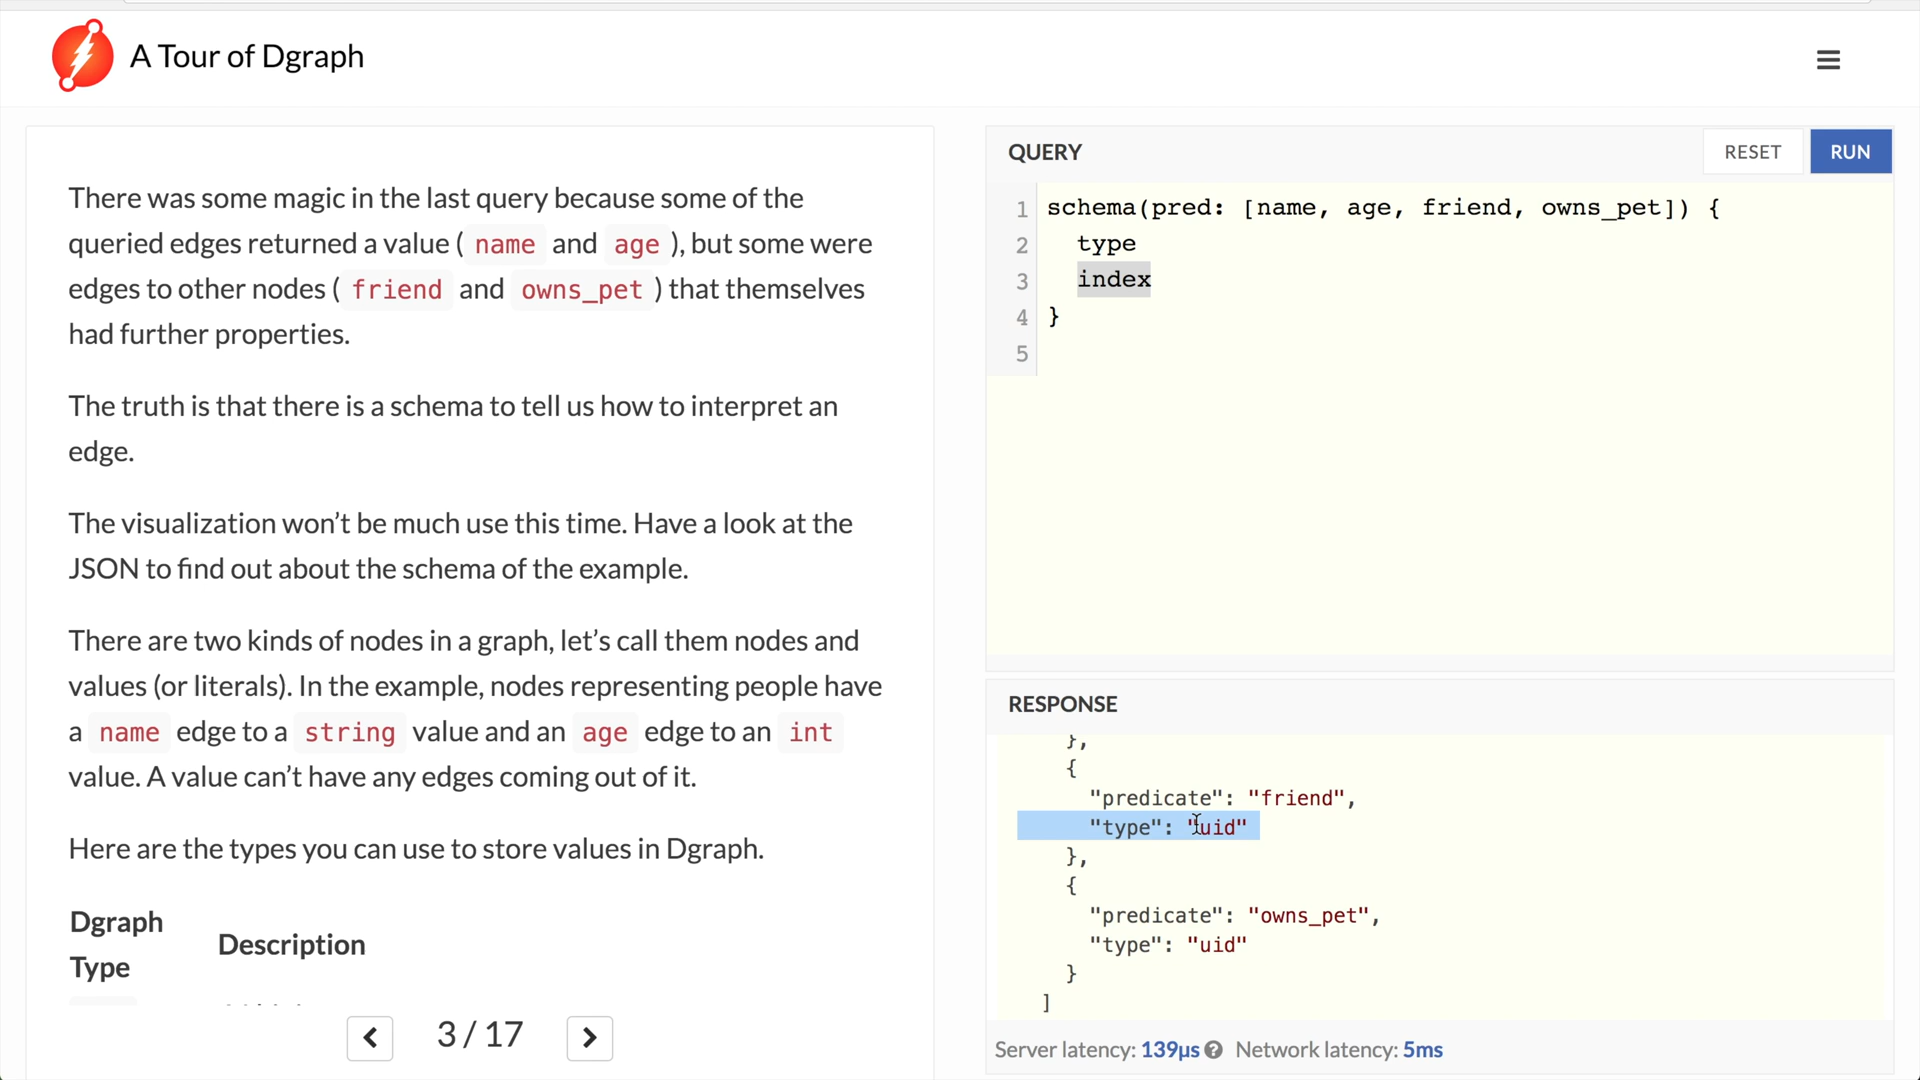 A Tour of Dgraph
There was some magic in the last query because some of the
queried edges returned a value ( name and age ), but some were
edges to other nodes ( friend and owns_pet ) that themselves
had further properties.
The truth is that there is a schema to tell us how to interpret an
edge.
The visualization won’t be much use this time. Have a look at the
JSON to find out about the schema of the example.
There are two kinds of nodes in a graph, let’s call them nodes and
values (or literals). In the example, nodes representing people have
a name edge to a string value and an age edge to an int
value. A value can’t have any edges coming out of it.
Here are the types you can use to store values in Dgraph.
Dgraph
Type
Description
3 / 17
QUERY
RESET
RUN
1 schema(pred: [name, age, friend, owns_pet]) {
2 type
3 index
4 }
5
RESPONSE
},
{
"predicate": "friend",
"type": "uid"
},
{
"predicate": "owns_pet",
"type": "uid"
}
]
Server latency: 139µs ? Network latency: 5ms